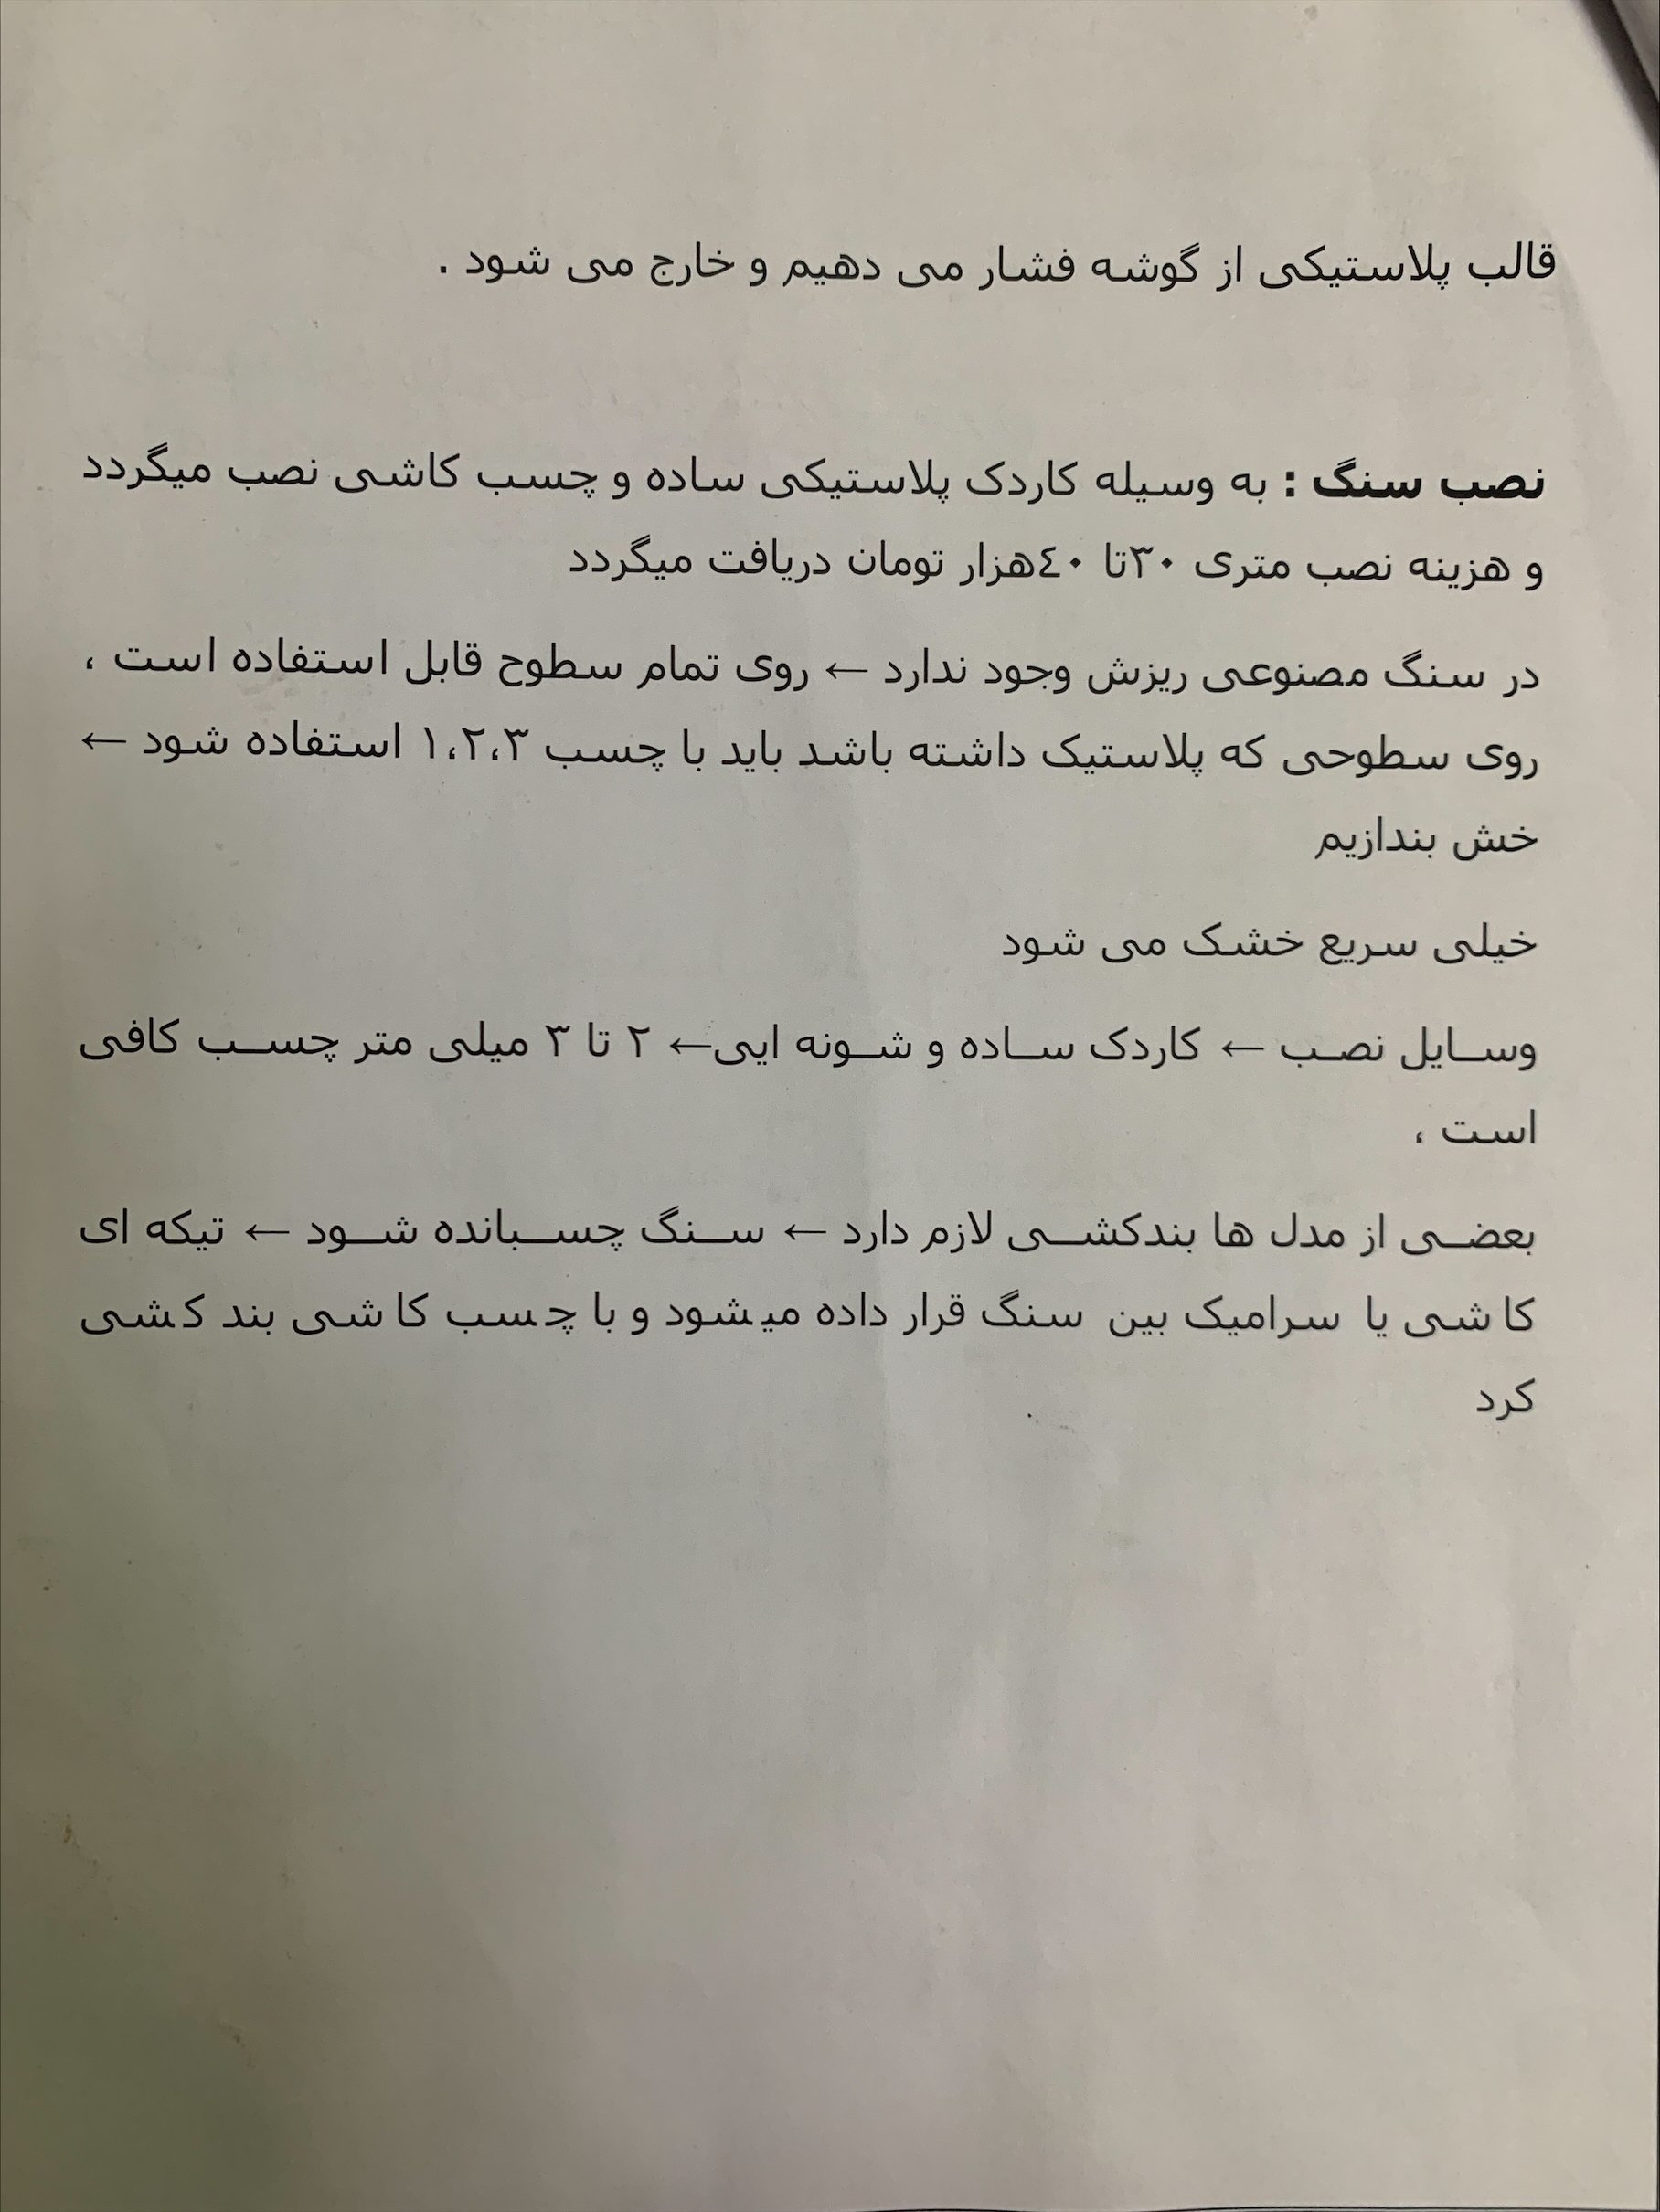 قالب پلاستیکی از گوشه فشار می دهیم و خارج می شود .
نصب سنگ : به وسیله کاردک پلاستیکی ساده و چسب کاشی نصب میگردد
و هزینه نصب متری ۳۰تا ٤۰هزار تومان دریافت میگردد
در سنگ مصنوعی ریزش وجود ندارد ← روی تمام سطوح قابل استفاده است ،
روی سطوحی که پلاستیک داشته باشد باید با چسب ۱،۲،۳ استفاده شود ←
خش بندازیم
خیلی سریع خشک می شود
وسایل نصب ← کاردک ساده و شونه ایی← ۲ تا ۳ میلی متر چسب کافی
است ،
بعضی از مدل ها بندکشی لازم دارد ← سنگ چسبانده شود ← تیکه ای
کاشی یا سرامیک بین سنگ قرار داده میشود و با چسب کاشی بند کشی
کرد